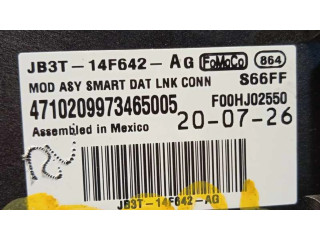 JB3T-14F642-AG FoMoCo 864
MOD ASY SMART DAT LNK CONN S66FF
4710209973465005 F00HJ02550
Assembled in Mexico 20-07-26
JB3T-14F642-AG